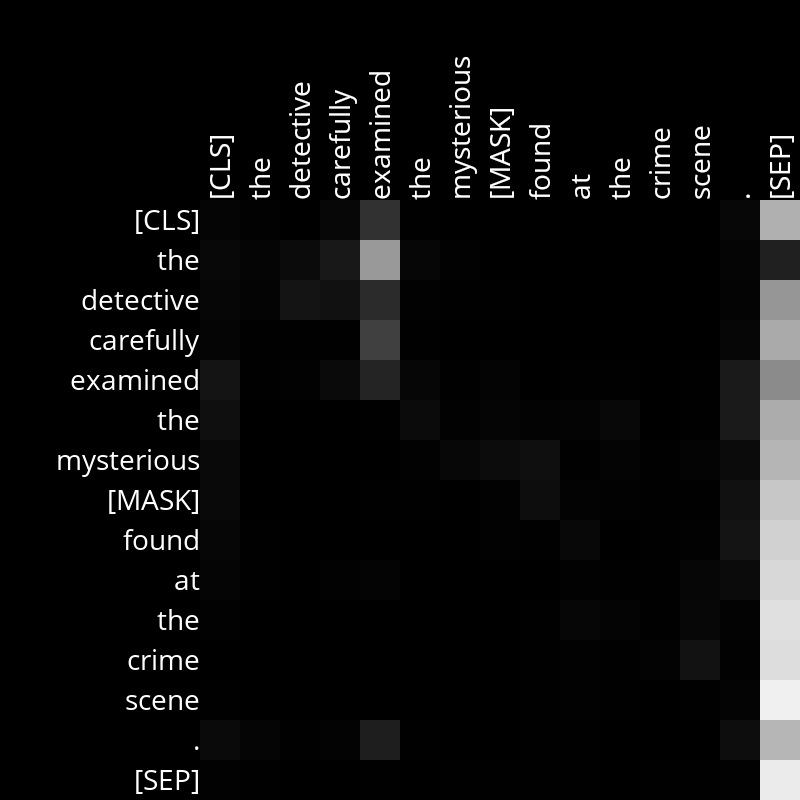 [CLS] the detective carefully examined the mysterious [MASK] found at the crime scene . [SEP]
[CLS]
the
detective
carefully
examined
the
mysterious
[MASK]
found
at
the
crime
scene
.
[SEP]